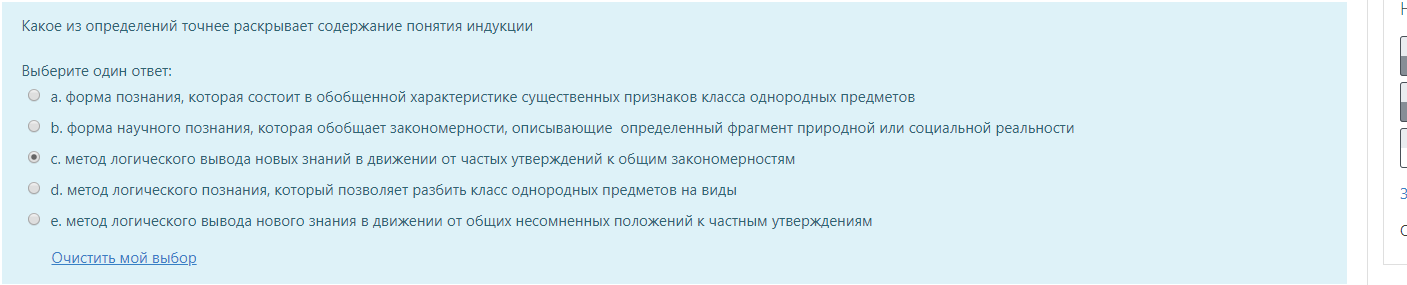 Какое из определений точнее раскрывает содержание понятия индукции
Выберите один ответ:
a. форма познания, которая состоит в обобщенной характеристике существенных признаков класса однородных предметов
b. форма научного познания, которая обобщает закономерности, описывающие определенный фрагмент природной или социальной реальности
c. метод логического вывода новых знаний в движении от частых утверждений к общим закономерностям
d. метод логического познания, который позволяет разбить класс однородных предметов на виды
e. метод логического вывода нового знания в движении от общих несомненных положений к частным утверждениям
Очистить мой выбор